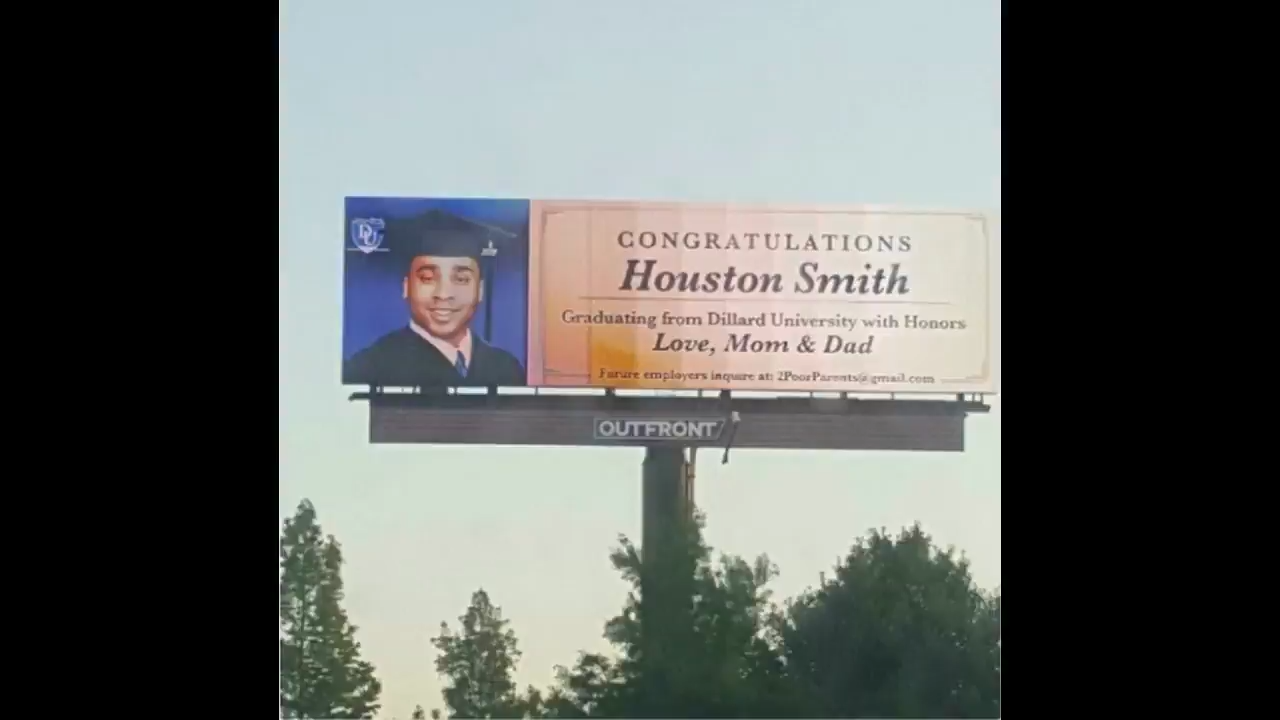 DU
CONGRATULATIONS
Houston Smith
Graduating from Dillard University with Honors
Love, Mom & Dad
Future employers inquire at: 2PoorParents@gmail.com
OUTFRONT